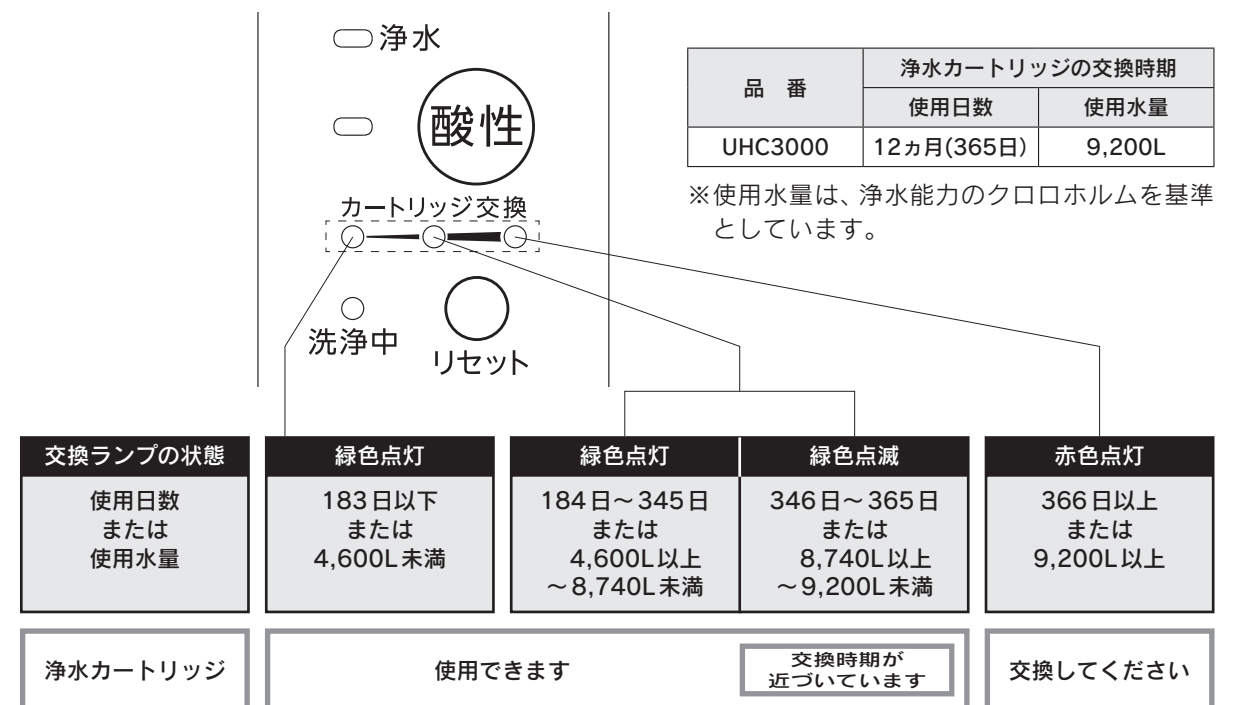 浄水
酸性
カートリッジ交換
洗浄中
リセット
品 番
浄水カートリッジの交換時期
使用日数
使用水量
UHC3000
12ヵ月(365日)
9,200L
※使用水量は、浄水能力のクロロホルムを基準
としています。
交換ランプの状態
緑色点灯
緑色点灯
緑色点滅
赤色点灯
使用日数
または
使用水量
183日以下
または
4,600L未満
184日～345日
または
4,600L以上
～8,740L未満
346日～365日
または
8,740L以上
～9,200L未満
366日以上
または
9,200L以上
浄水カートリッジ
使用できます
交換時期が
近づいています
交換してください